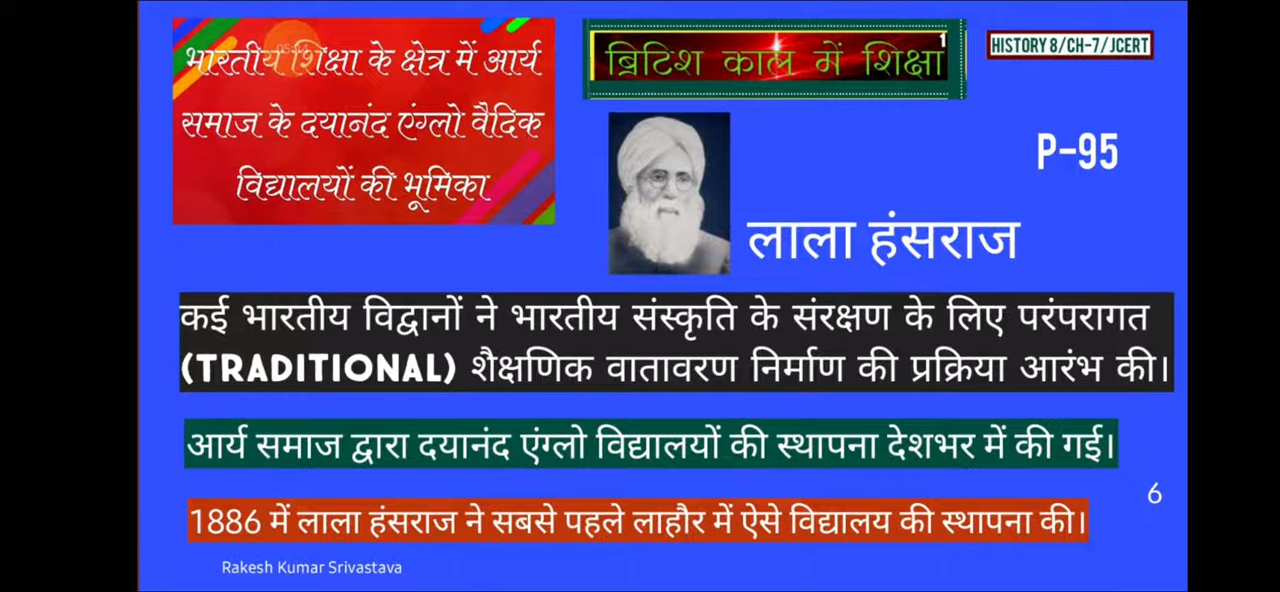 भारतीय शिक्षा के क्षेत्र में आर्य
समाज के दयानंद एंग्लो वैदिक
विद्यालयों की भूमिका
05:44
1
ब्रिटिश काल में शिक्षा
HISTORY 8/CH-7/JCERT
P-95
लाला हंसराज
कई भारतीय विद्वानों ने भारतीय संस्कृति के संरक्षण के लिए परंपरागत
(TRADITIONAL) शैक्षणिक वातावरण निर्माण की प्रक्रिया आरंभ की।
आर्य समाज द्वारा दयानंद एंग्लो विद्यालयों की स्थापना देशभर में की गई।
6
1886 में लाला हंसराज ने सबसे पहले लाहौर में ऐसे विद्यालय की स्थापना की।
Rakesh Kumar Srivastava